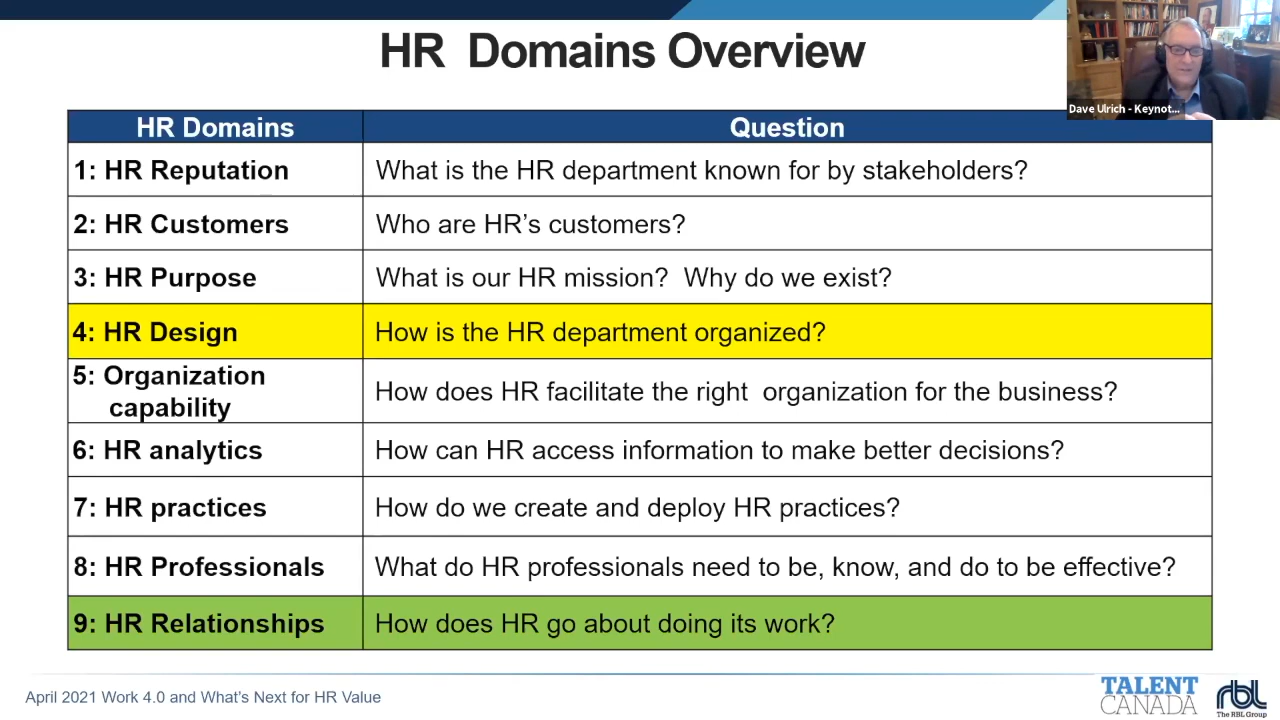 HR Domains Overview
Dave Ulrich - Keynot...
HR Domains
Question
1: HR Reputation
What is the HR department known for by stakeholders?
2: HR Customers
Who are HR’s customers?
3: HR Purpose
What is our HR mission? Why do we exist?
4: HR Design
How is the HR department organized?
5: Organization
capability
How does HR facilitate the right organization for the business?
6: HR analytics
How can HR access information to make better decisions?
7: HR practices
How do we create and deploy HR practices?
8: HR Professionals
What do HR professionals need to be, know, and do to be effective?
9: HR Relationships
How does HR go about doing its work?
April 2021 Work 4.0 and What’s Next for HR Value
TALENT
CANADA
rbl
The RBL Group